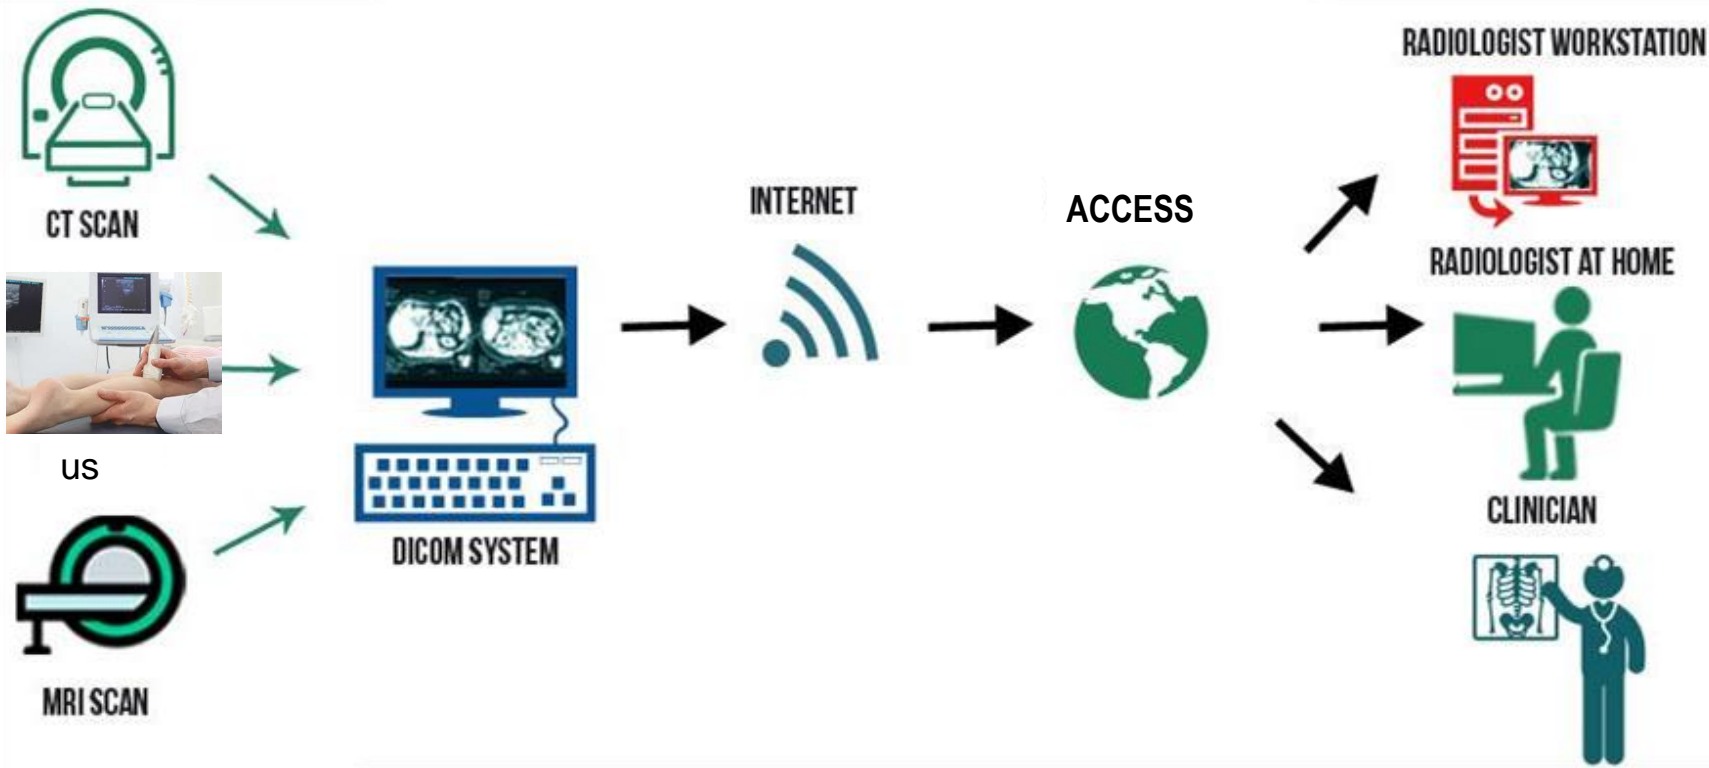 CT SCAN
us
MRI SCAN
DICOM SYSTEM
INTERNET
ACCESS
RADIOLOGIST WORKSTATION
RADIOLOGIST AT HOME
CLINICIAN